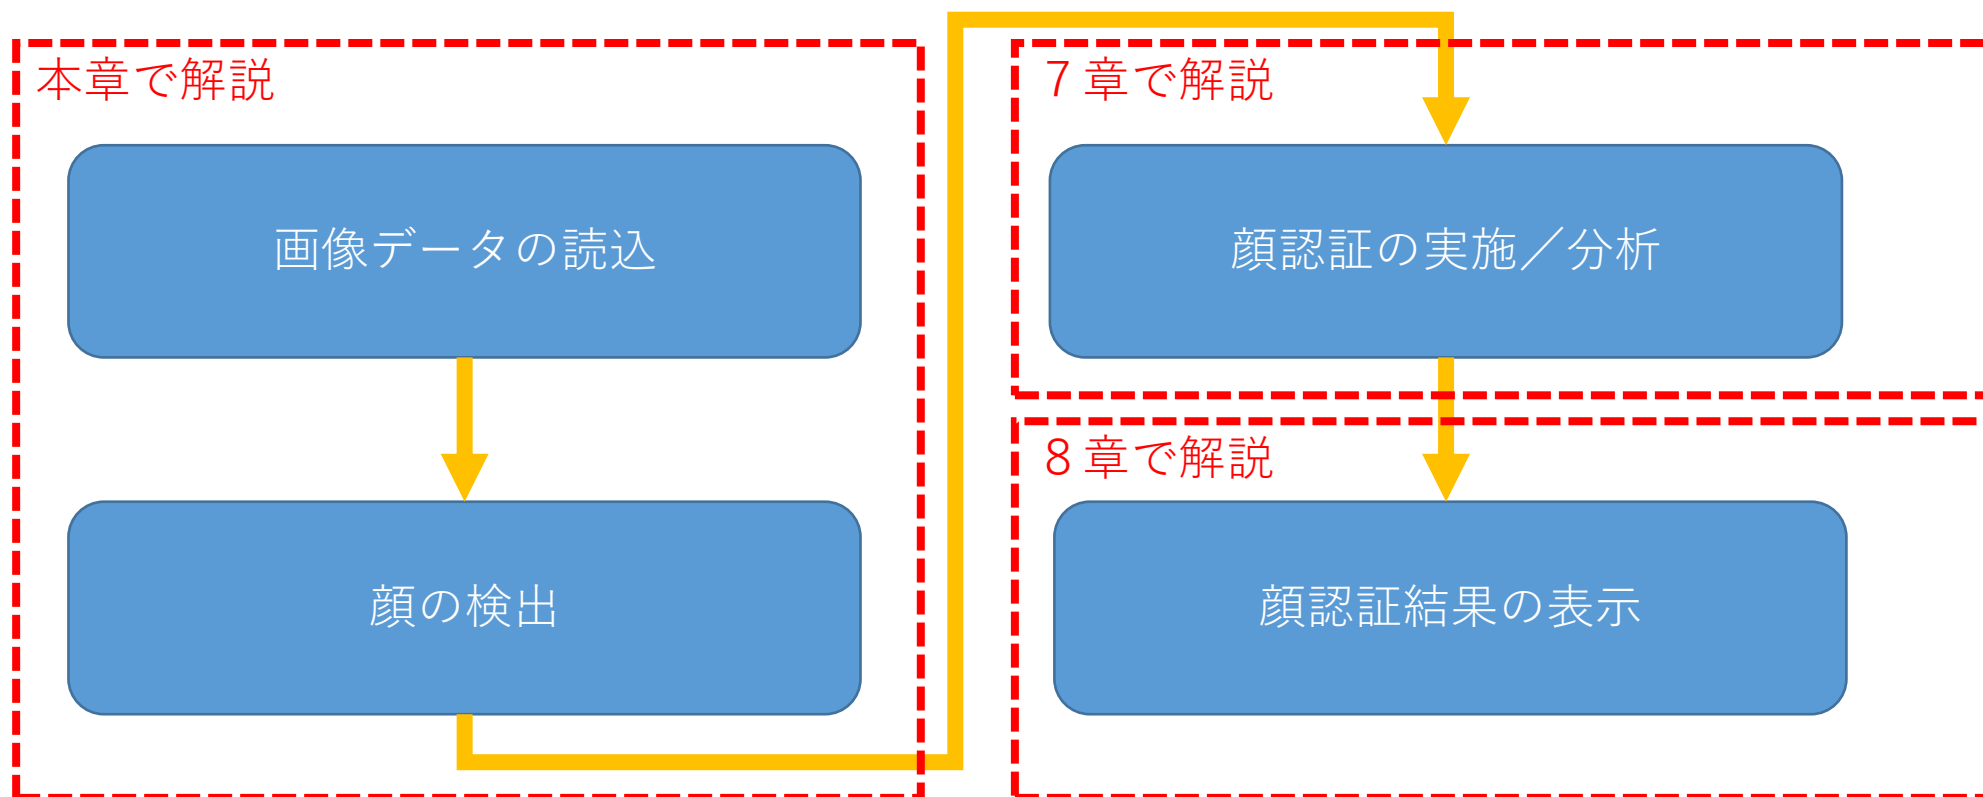 本章で解説
画像データの読込
顔の検出
７章で解説
顔認証の実施／分析
８章で解説
顔認証結果の表示